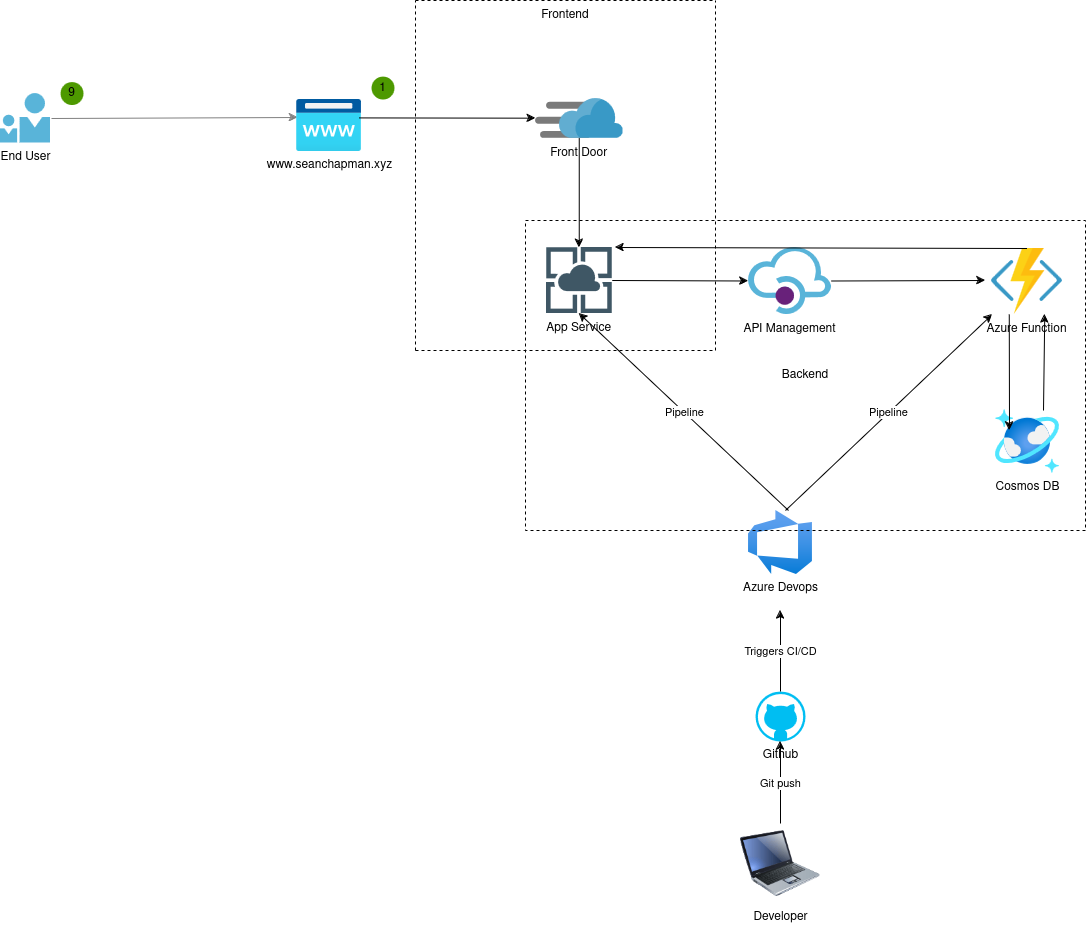 Frontend
9
1
WWW
End User
www.seanchapman.xyz
Front Door
App Service
API Management
Azure Function
Backend
Pipeline
Pipeline
Cosmos DB
Azure Devops
Triggers CI/CD
Github
Git push
Developer